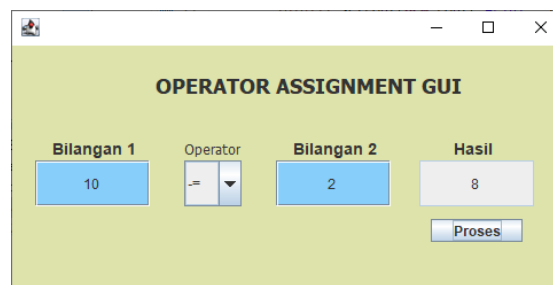 OPERATOR ASSIGNMENT GUI
Bilangan 1 Operator Bilangan 2 Hasil
10 -= 2 8
Proses